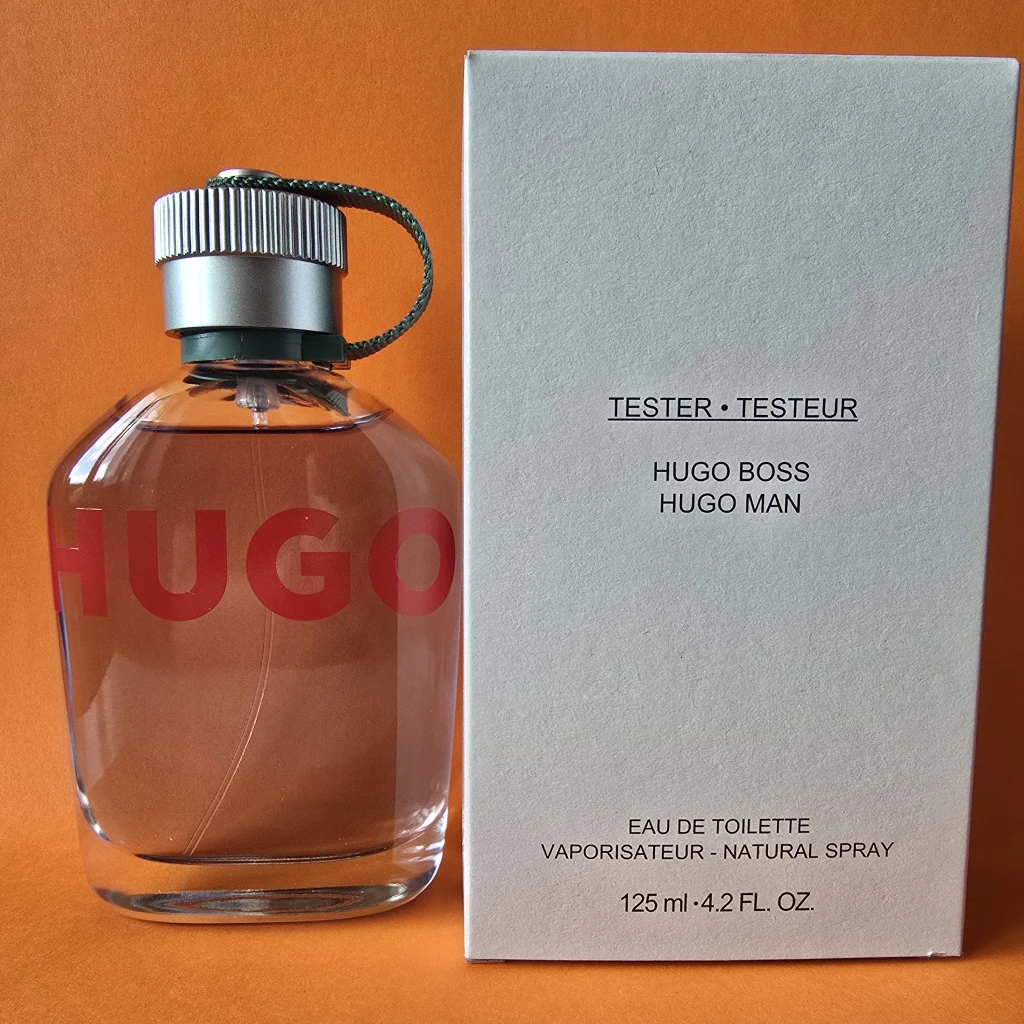 HUGO
TESTER • TESTEUR
HUGO BOSS
HUGO MAN
EAU DE TOILETTE
VAPORISATEUR - NATURAL SPRAY
125 ml • 4.2 FL. OZ.